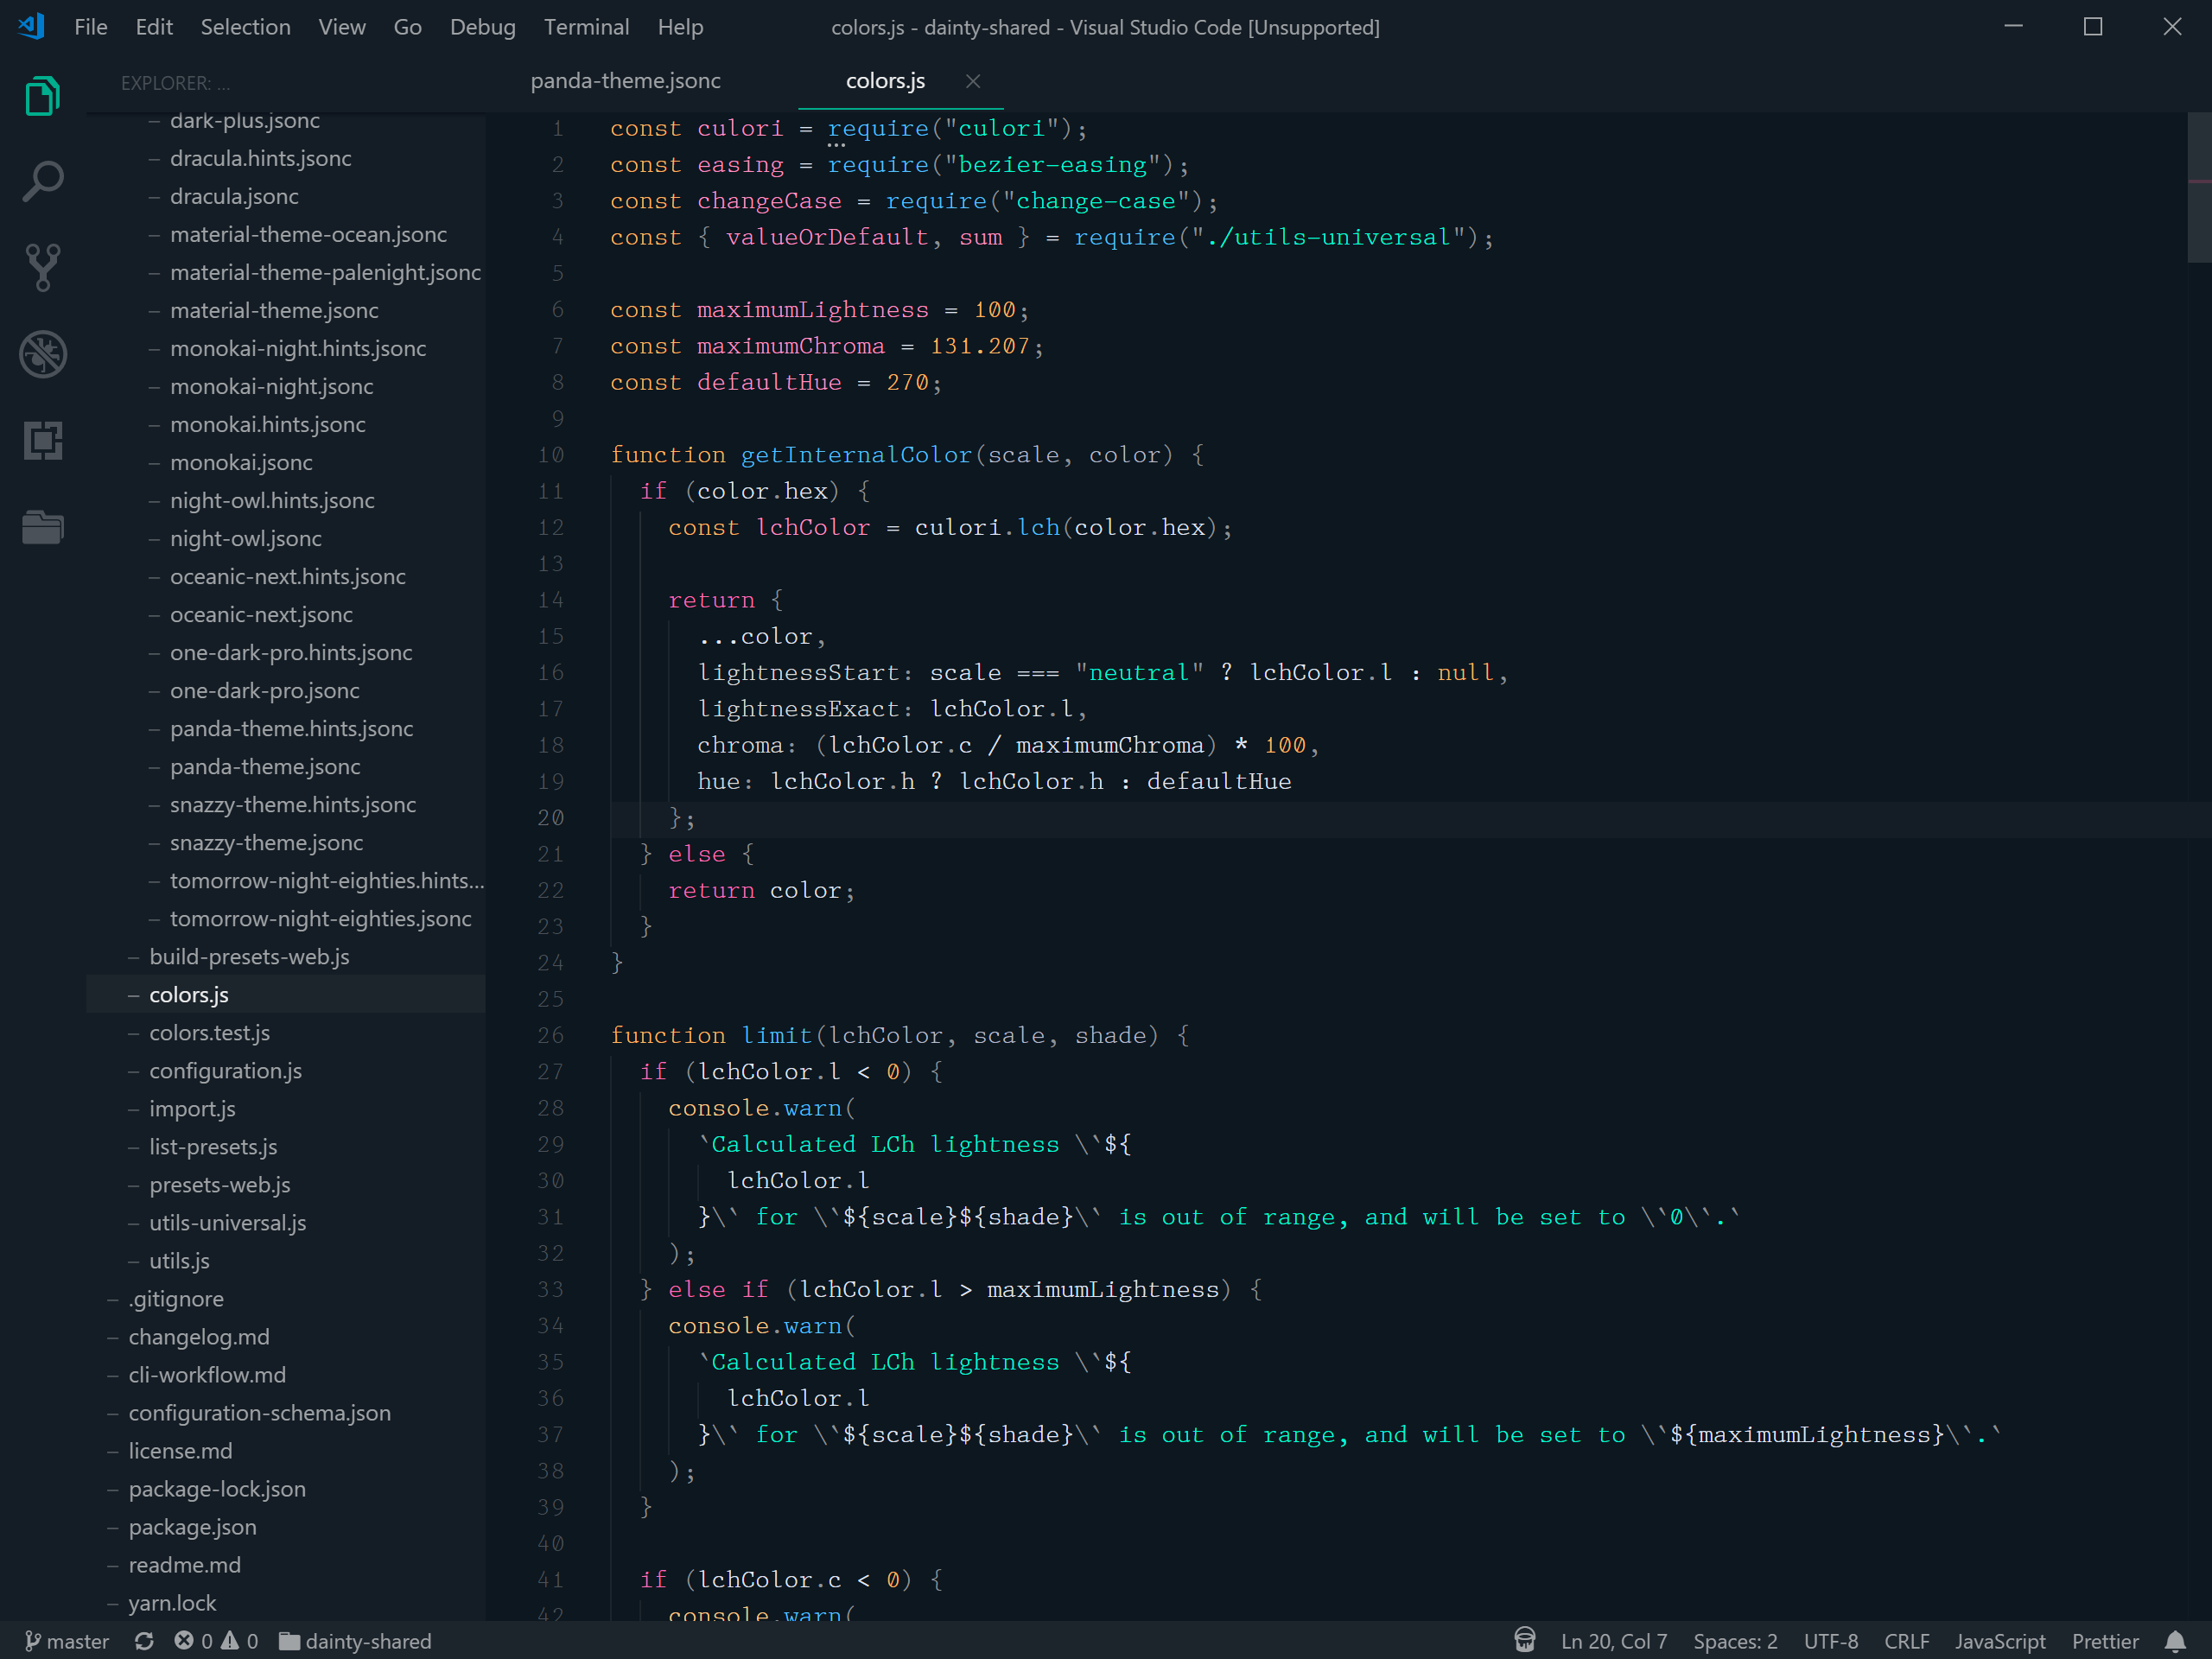 File Edit Selection View Go Debug Terminal Help
colors.js - dainty-shared - Visual Studio Code [Unsupported]
EXPLORER: ...
dark-plus.jsonc
dracula.hints.jsonc
dracula.jsonc
material-theme-ocean.jsonc
material-theme-palenight.jsonc
material-theme.jsonc
monokai-night.hints.jsonc
monokai-night.jsonc
monokai.hints.jsonc
monokai.jsonc
night-owl.hints.jsonc
night-owl.jsonc
oceanic-next.hints.jsonc
oceanic-next.jsonc
one-dark-pro.hints.jsonc
one-dark-pro.jsonc
panda-theme.hints.jsonc
panda-theme.jsonc
snazzy-theme.hints.jsonc
snazzy-theme.jsonc
tomorrow-night-eighties.hints...
tomorrow-night-eighties.jsonc
build-presets-web.js
colors.js
colors.test.js
configuration.js
import.js
list-presets.js
presets-web.js
utils-universal.js
utils.js
.gitignore
changelog.md
cli-workflow.md
configuration-schema.json
license.md
package-lock.json
package.json
readme.md
yarn.lock
panda-theme.jsonc colors.js
1 const culori = require("culori");
2 const easing = require("bezier-easing");
3 const changeCase = require("change-case");
4 const { valueOrDefault, sum } = require("./utils-universal");
5
6 const maximumLightness = 100;
7 const maximumChroma = 131.207;
8 const defaultHue = 270;
9
10 function getInternalColor(scale, color) {
11   if (color.hex) {
12     const lchColor = culori.lch(color.hex);
13
14     return {
15       ...color,
16       lightnessStart: scale === "neutral" ? lchColor.l : null,
17       lightnessExact: lchColor.l,
18       chroma: (lchColor.c / maximumChroma) * 100,
19       hue: lchColor.h ? lchColor.h : defaultHue
20     };
21   } else {
22     return color;
23   }
24 }
25
26 function limit(lchColor, scale, shade) {
27   if (lchColor.l < 0) {
28     console.warn(
29       `Calculated LCh lightness \`${
30         lchColor.l
31       }\` for \`${scale}${shade}\` is out of range, and will be set to \`0\`.`
32     );
33   } else if (lchColor.l > maximumLightness) {
34     console.warn(
35       `Calculated LCh lightness \`${
36         lchColor.l
37       }\` for \`${scale}${shade}\` is out of range, and will be set to \`${maximumLightness}\`.`
38     );
39   }
40
41   if (lchColor.c < 0) {
42     console.warn(
master 0 0 dainty-shared Ln 20, Col 7 Spaces: 2 UTF-8 CRLF JavaScript Prettier